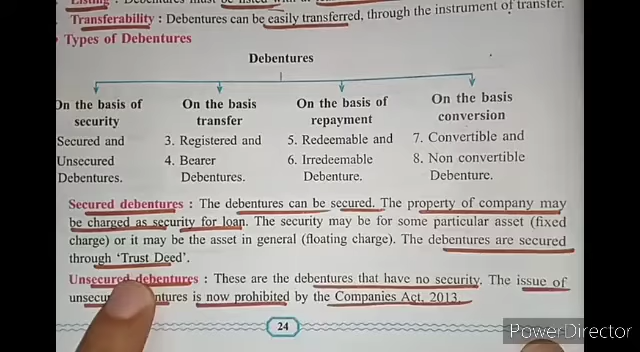 Transferability : Debentures can be easily transferred, through the instrument of transfer.
Types of Debentures
Debentures
On the basis of security
Secured and
Unsecured
Debentures.
On the basis transfer
3. Registered and
4. Bearer
Debentures.
On the basis of repayment
5. Redeemable and
6. Irredeemable
Debenture.
On the basis conversion
7. Convertible and
8. Non convertible
Debenture.
Secured debentures : The debentures can be secured. The property of company may
be charged as security for loan. The security may be for some particular asset (fixed
charge) or it may be the asset in general (floating charge). The debentures are secured
through ‘Trust Deed’.
Unsecured debentures : These are the debentures that have no security. The issue of
is now prohibited by the Companies Act, 2013.
24
PowerDirector